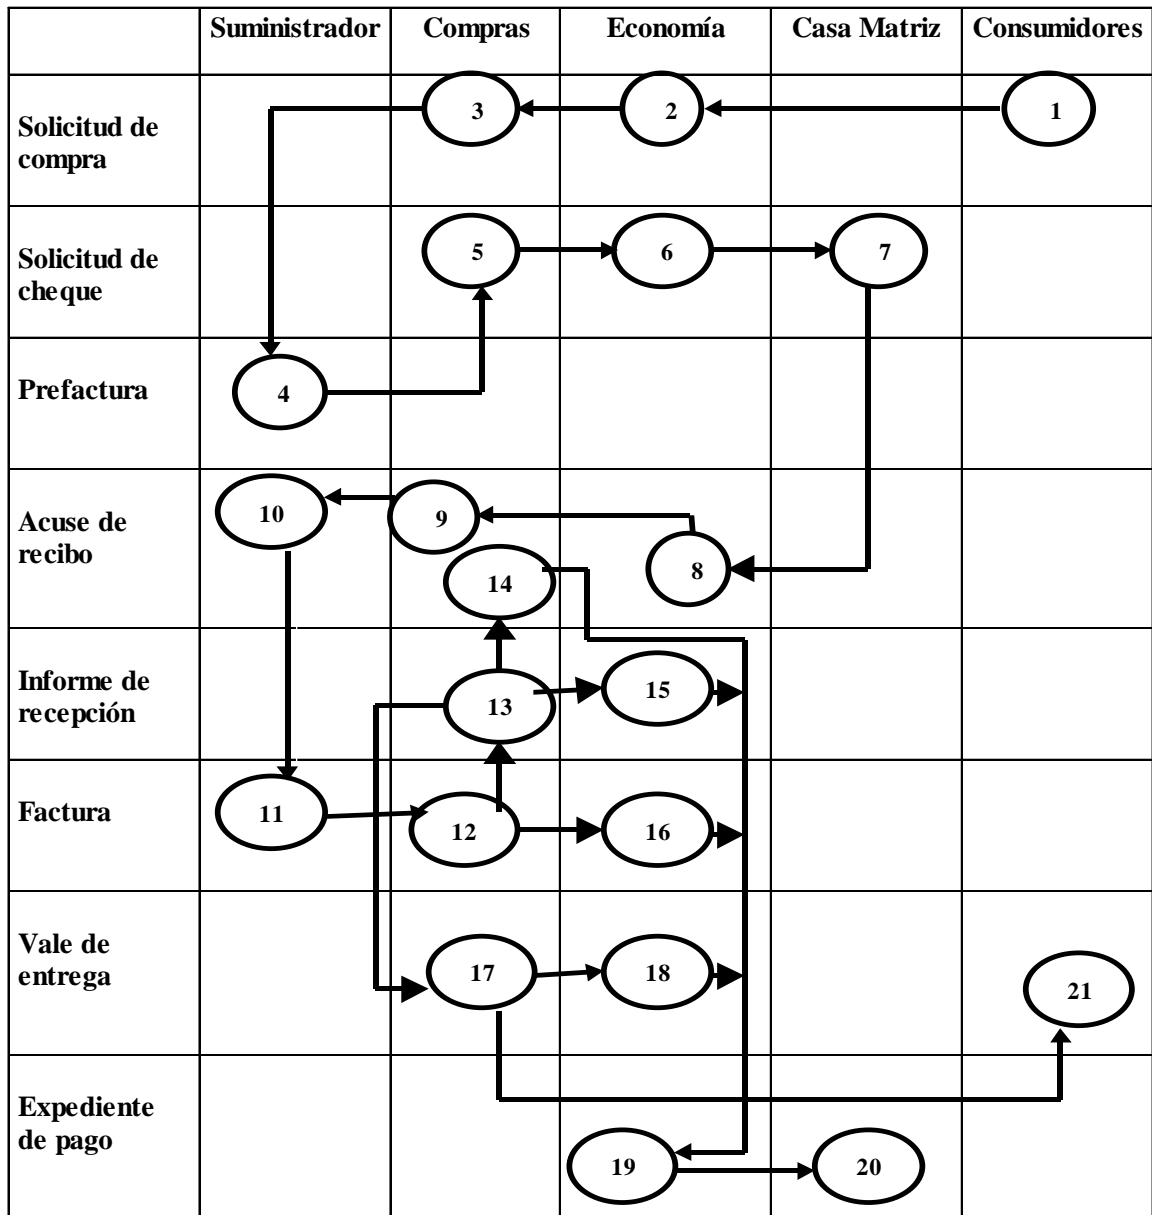 Suministrador Compras Economía Casa Matriz Consumidores
Solicitud de
compra
3 2 1
Solicitud de
cheque
5 6 7
Prefactura
4
Acuse de
recibo
10 9 8
14
Informe de
recepción
13 15
Factura
11 12 16
Vale de
entrega
17 18 21
Expediente
de pago
19 20